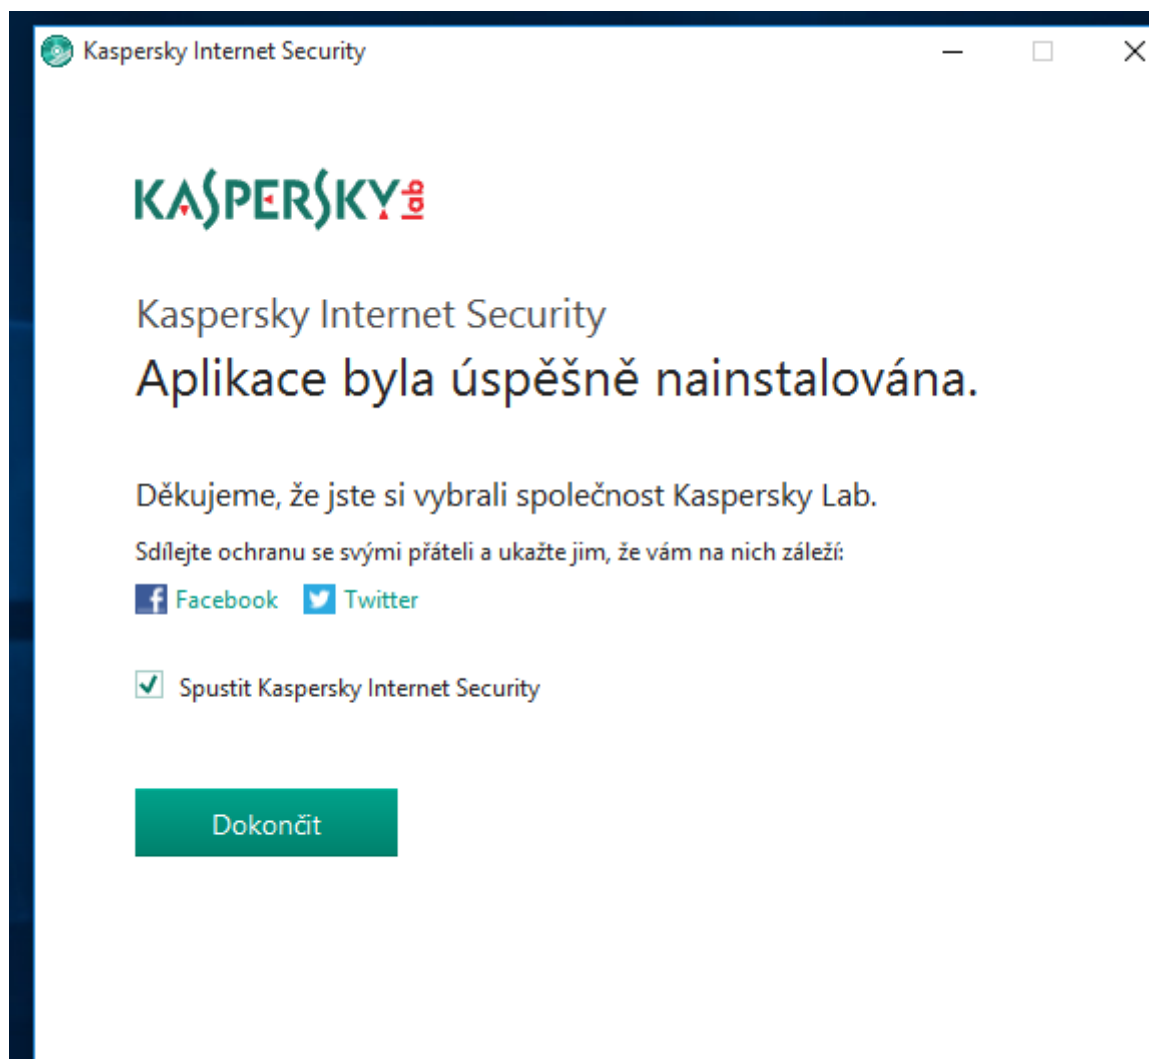 Kaspersky Internet Security
KASPERSKY lab
Kaspersky Internet Security
Aplikace byla úspěšně nainstalována.
Děkujeme, že jste si vybrali společnost Kaspersky Lab.
Sdílejte ochranu se svými přáteli a ukažte jim, že vám na nich záleží:
Facebook Twitter
Spustit Kaspersky Internet Security
Dokončit